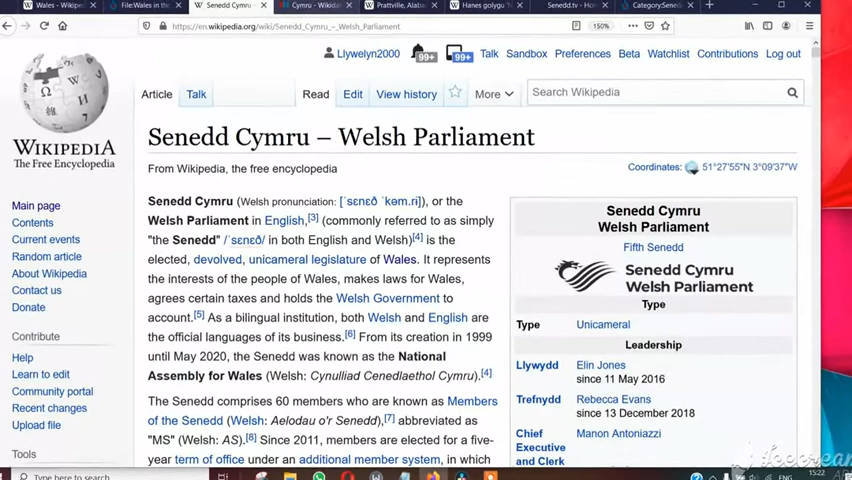 Wales - Wikiped
File:Wales in the
Senedd Cymru –
Cymru - Wikidat
Prattville, Alaba
Hanes golygu "F
Senedd.tv - Hom
Category:Sened
https://en.wikipedia.org/wiki/Senedd_Cymru_–_Welsh_Parliament
150%
Llywelyn2000 99+ 99+ Talk Sandbox Preferences Beta Watchlist Contributions Log out
Article Talk Read Edit View history More Search Wikipedia
WIKIPEDIA
The Free Encyclopedia
Main page
Contents
Current events
Random article
About Wikipedia
Contact us
Donate
Contribute
Help
Learn to edit
Community portal
Recent changes
Upload file
Tools
Senedd Cymru – Welsh Parliament
From Wikipedia, the free encyclopedia
Coordinates: 51°27′55″N 3°09′37″W
Senedd Cymru (Welsh pronunciation: [ˈsɛnɛð ˈkəm.rɨ]), or the
Welsh Parliament in English,[3] (commonly referred to as simply
"the Senedd" /ˈsɛnɛð/ in both English and Welsh)[4] is the
elected, devolved, unicameral legislature of Wales. It represents
the interests of the people of Wales, makes laws for Wales,
agrees certain taxes and holds the Welsh Government to
account.[5] As a bilingual institution, both Welsh and English are
the official languages of its business.[6] From its creation in 1999
until May 2020, the Senedd was known as the National
Assembly for Wales (Welsh: Cynulliad Cenedlaethol Cymru).[4]
The Senedd comprises 60 members who are known as Members
of the Senedd (Welsh: Aelodau o'r Senedd),[7] abbreviated as
"MS" (Welsh: AS).[8] Since 2011, members are elected for a five-
year term of office under an additional member system, in which
Senedd Cymru
Welsh Parliament
Fifth Senedd
Senedd Cymru
Welsh Parliament
Type
Type Unicameral
Leadership
Llywydd Elin Jones
since 11 May 2016
Trefnydd Rebecca Evans
since 13 December 2018
Chief Manon Antoniazzi
Executive
and Clerk
Icecream
Type here to search
ENG
15:22